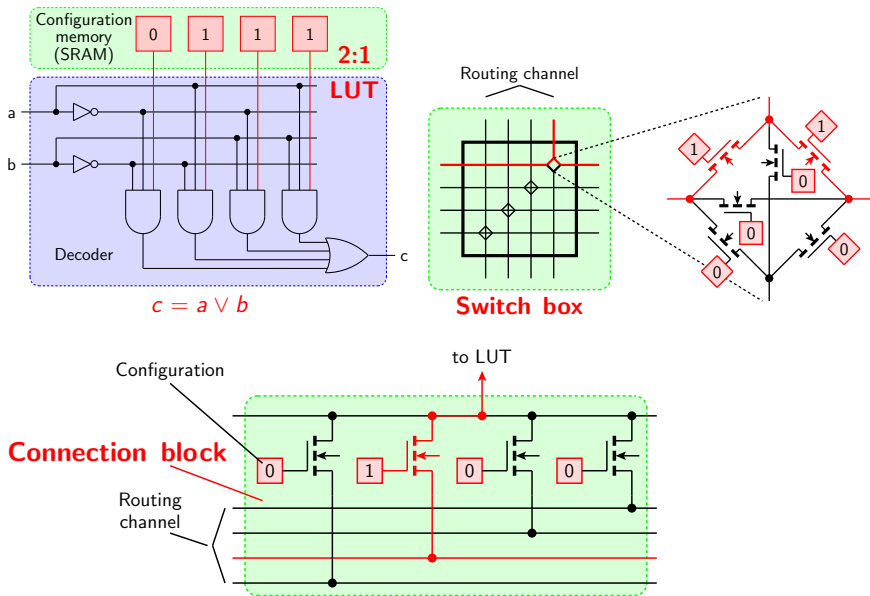 Configuration
memory
(SRAM)
0 1 1 1
2:1
LUT
a
b
Decoder
c
c = a ∨ b
Routing channel
Switch box
1
1
0
0
0
0
to LUT
Configuration
Connection block
0 1 0 0
Routing
channel